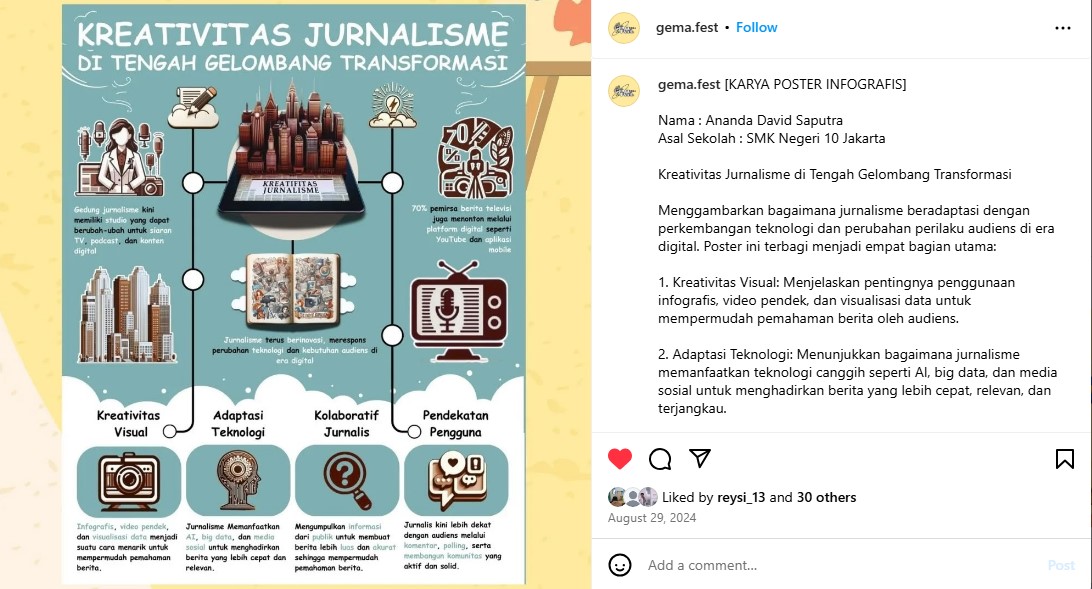 KREATIVITAS JURNALISME
DI TENGAH GELOMBANG TRANSFORMASI
KREATIFITAS
JURNALISME
70%
%
Gedung jurnalisme kini
memiliki studio yang dapat
berubah-ubah untuk siaran
TV, podcast, dan konten
digital
70% pemirsa berita televisi
juga menonton melalui
platform digital seperti
YouTube dan aplikasi
mobile
Jurnalisme terus berinovasi, merespons
perubahan teknologi dan kebutuhan audiens di
era digital
Kreativitas
Visual
Adaptasi
Teknologi
Kolaboratif
Jurnalis
Pendekatan
Pengguna
Infografis, video pendek,
dan visualisasi data menjadi
suatu cara menarik untuk
mempermudah pemahaman
berita.
Jurnalisme Memanfaatkan
AI, big data, dan media
sosial untuk menghadirkan
berita yang lebih cepat dan
relevan.
Mengumpulkan informasi
dari publik untuk membuat
berita lebih luas dan akurat
sehingga mempermudah
pemahaman berita.
Jurnalis kini lebih dekat
dengan audiens melalui
komentar, polling, serta
membangun komunitas yang
aktif dan solid.
gema.fest • Follow
gema.fest [KARYA POSTER INFOGRAFIS]
Nama : Ananda David Saputra
Asal Sekolah : SMK Negeri 10 Jakarta
Kreativitas Jurnalisme di Tengah Gelombang Transformasi
Menggambarkan bagaimana jurnalisme beradaptasi dengan
perkembangan teknologi dan perubahan perilaku audiens di era
digital. Poster ini terbagi menjadi empat bagian utama:
1. Kreativitas Visual: Menjelaskan pentingnya penggunaan
infografis, video pendek, dan visualisasi data untuk
mempermudah pemahaman berita oleh audiens.
2. Adaptasi Teknologi: Menunjukkan bagaimana jurnalisme
memanfaatkan teknologi canggih seperti AI, big data, dan media
sosial untuk menghadirkan berita yang lebih cepat, relevan, dan
terjangkau.
Liked by reysi_13 and 30 others
August 29, 2024
Add a comment...
Post